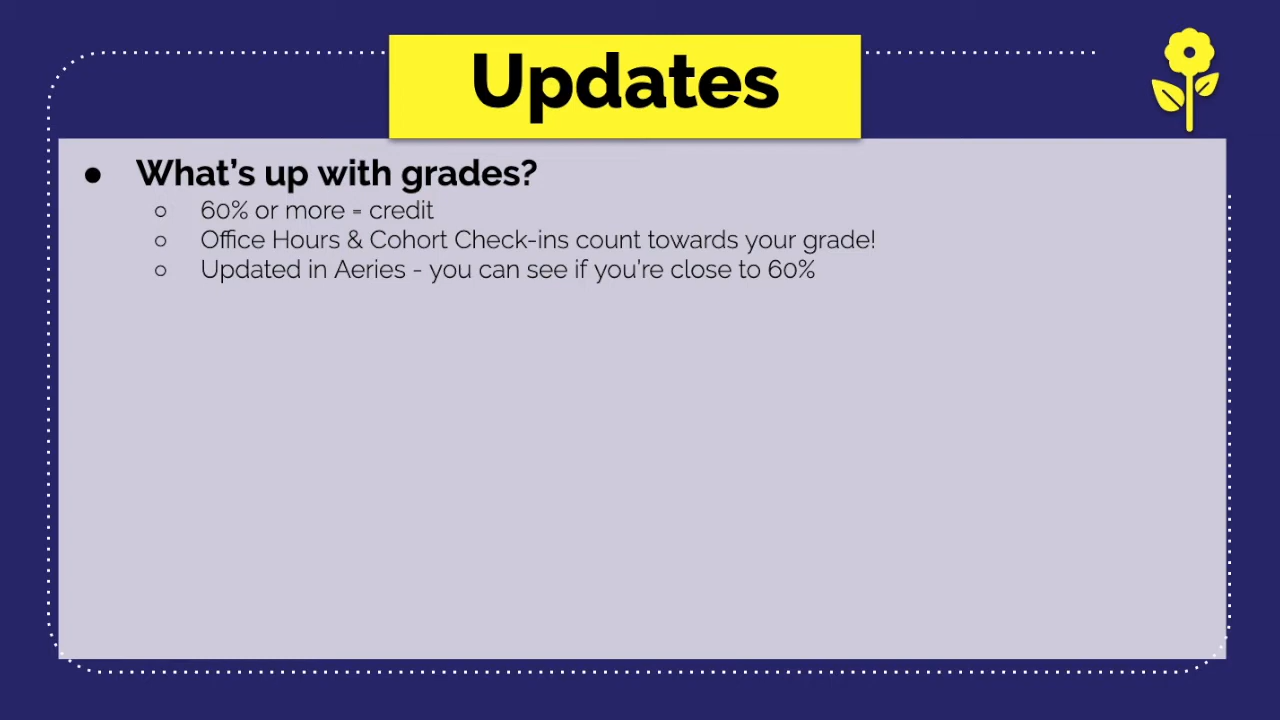 Updates
● What's up with grades?
○ 60% or more = credit
○ Office Hours & Cohort Check-ins count towards your grade!
○ Updated in Aeries - you can see if you're close to 60%